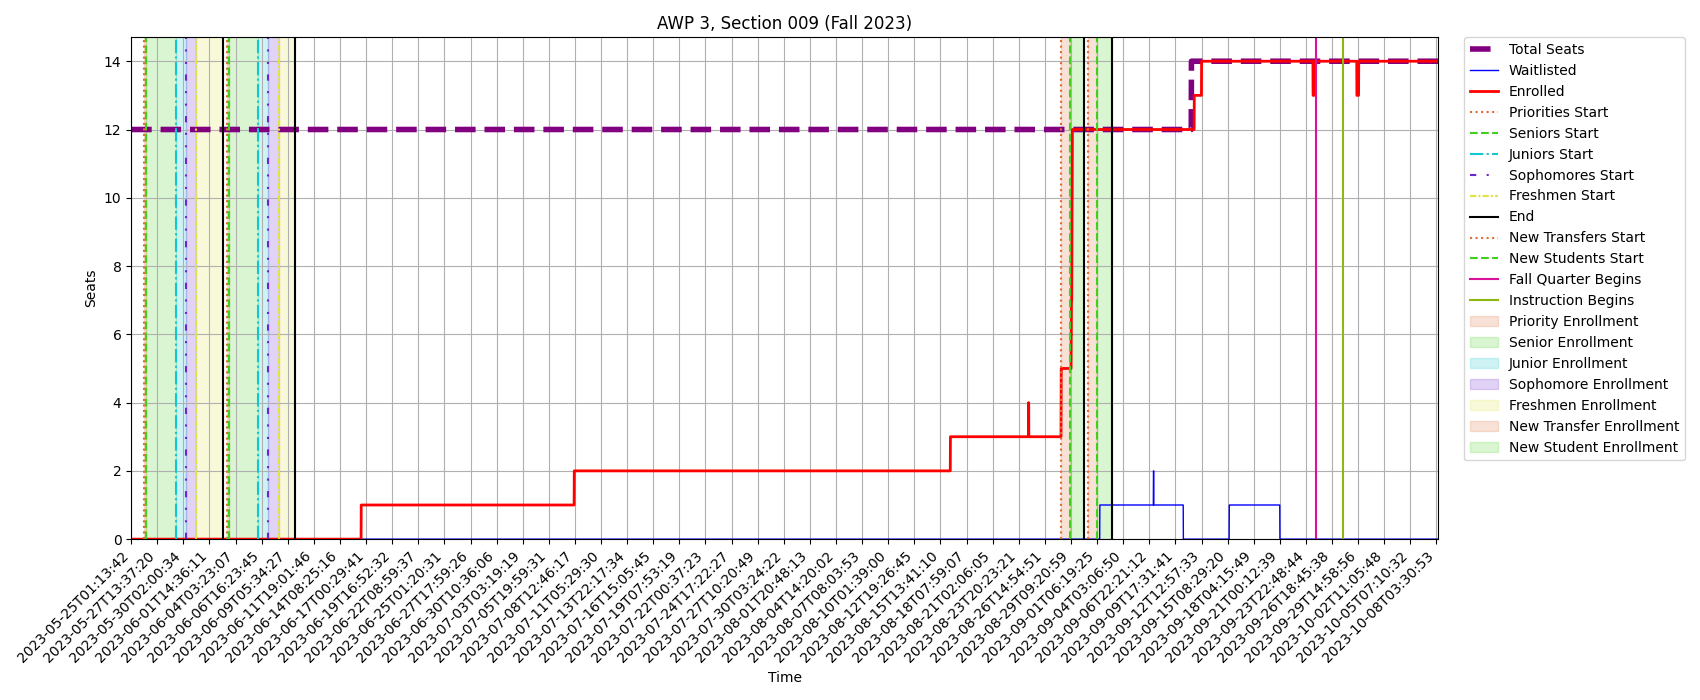 AWP 3, Section 009 (Fall 2023)
Seats
14
12
10
8
6
4
2
0
2023-05-25T01:13:42
2023-05-27T13:37:20
2023-05-30T02:00:34
2023-06-01T14:36:11
2023-06-04T03:23:07
2023-06-06T16:23:45
2023-06-09T05:34:27
2023-06-11T19:01:46
2023-06-14T08:25:16
2023-06-17T00:29:41
2023-06-19T16:52:32
2023-06-22T08:59:37
2023-06-25T01:20:31
2023-06-27T17:59:26
2023-06-30T10:36:06
2023-07-03T03:19:19
2023-07-05T19:59:31
2023-07-08T12:46:17
2023-07-11T05:29:30
2023-07-13T22:17:34
2023-07-16T15:05:45
2023-07-19T07:53:19
2023-07-22T00:37:23
2023-07-24T17:22:27
2023-07-27T10:20:49
2023-07-30T03:24:22
2023-08-01T20:48:13
2023-08-04T14:20:02
2023-08-07T08:03:53
2023-08-10T01:39:00
2023-08-12T19:26:45
2023-08-15T13:41:10
2023-08-18T07:59:07
2023-08-21T02:06:05
2023-08-23T20:23:21
2023-08-26T14:54:51
2023-08-29T09:20:59
2023-09-01T06:19:25
2023-09-04T03:06:50
2023-09-06T22:21:12
2023-09-09T17:31:41
2023-09-12T12:57:33
2023-09-15T08:29:20
2023-09-18T04:15:49
2023-09-21T00:12:39
2023-09-23T22:48:44
2023-09-26T18:45:38
2023-09-29T14:58:56
2023-10-02T11:05:48
2023-10-05T07:10:32
2023-10-08T03:30:53
Time
Total Seats
Waitlisted
Enrolled
Priorities Start
Seniors Start
Juniors Start
Sophomores Start
Freshmen Start
End
New Transfers Start
New Students Start
Fall Quarter Begins
Instruction Begins
Priority Enrollment
Senior Enrollment
Junior Enrollment
Sophomore Enrollment
Freshmen Enrollment
New Transfer Enrollment
New Student Enrollment